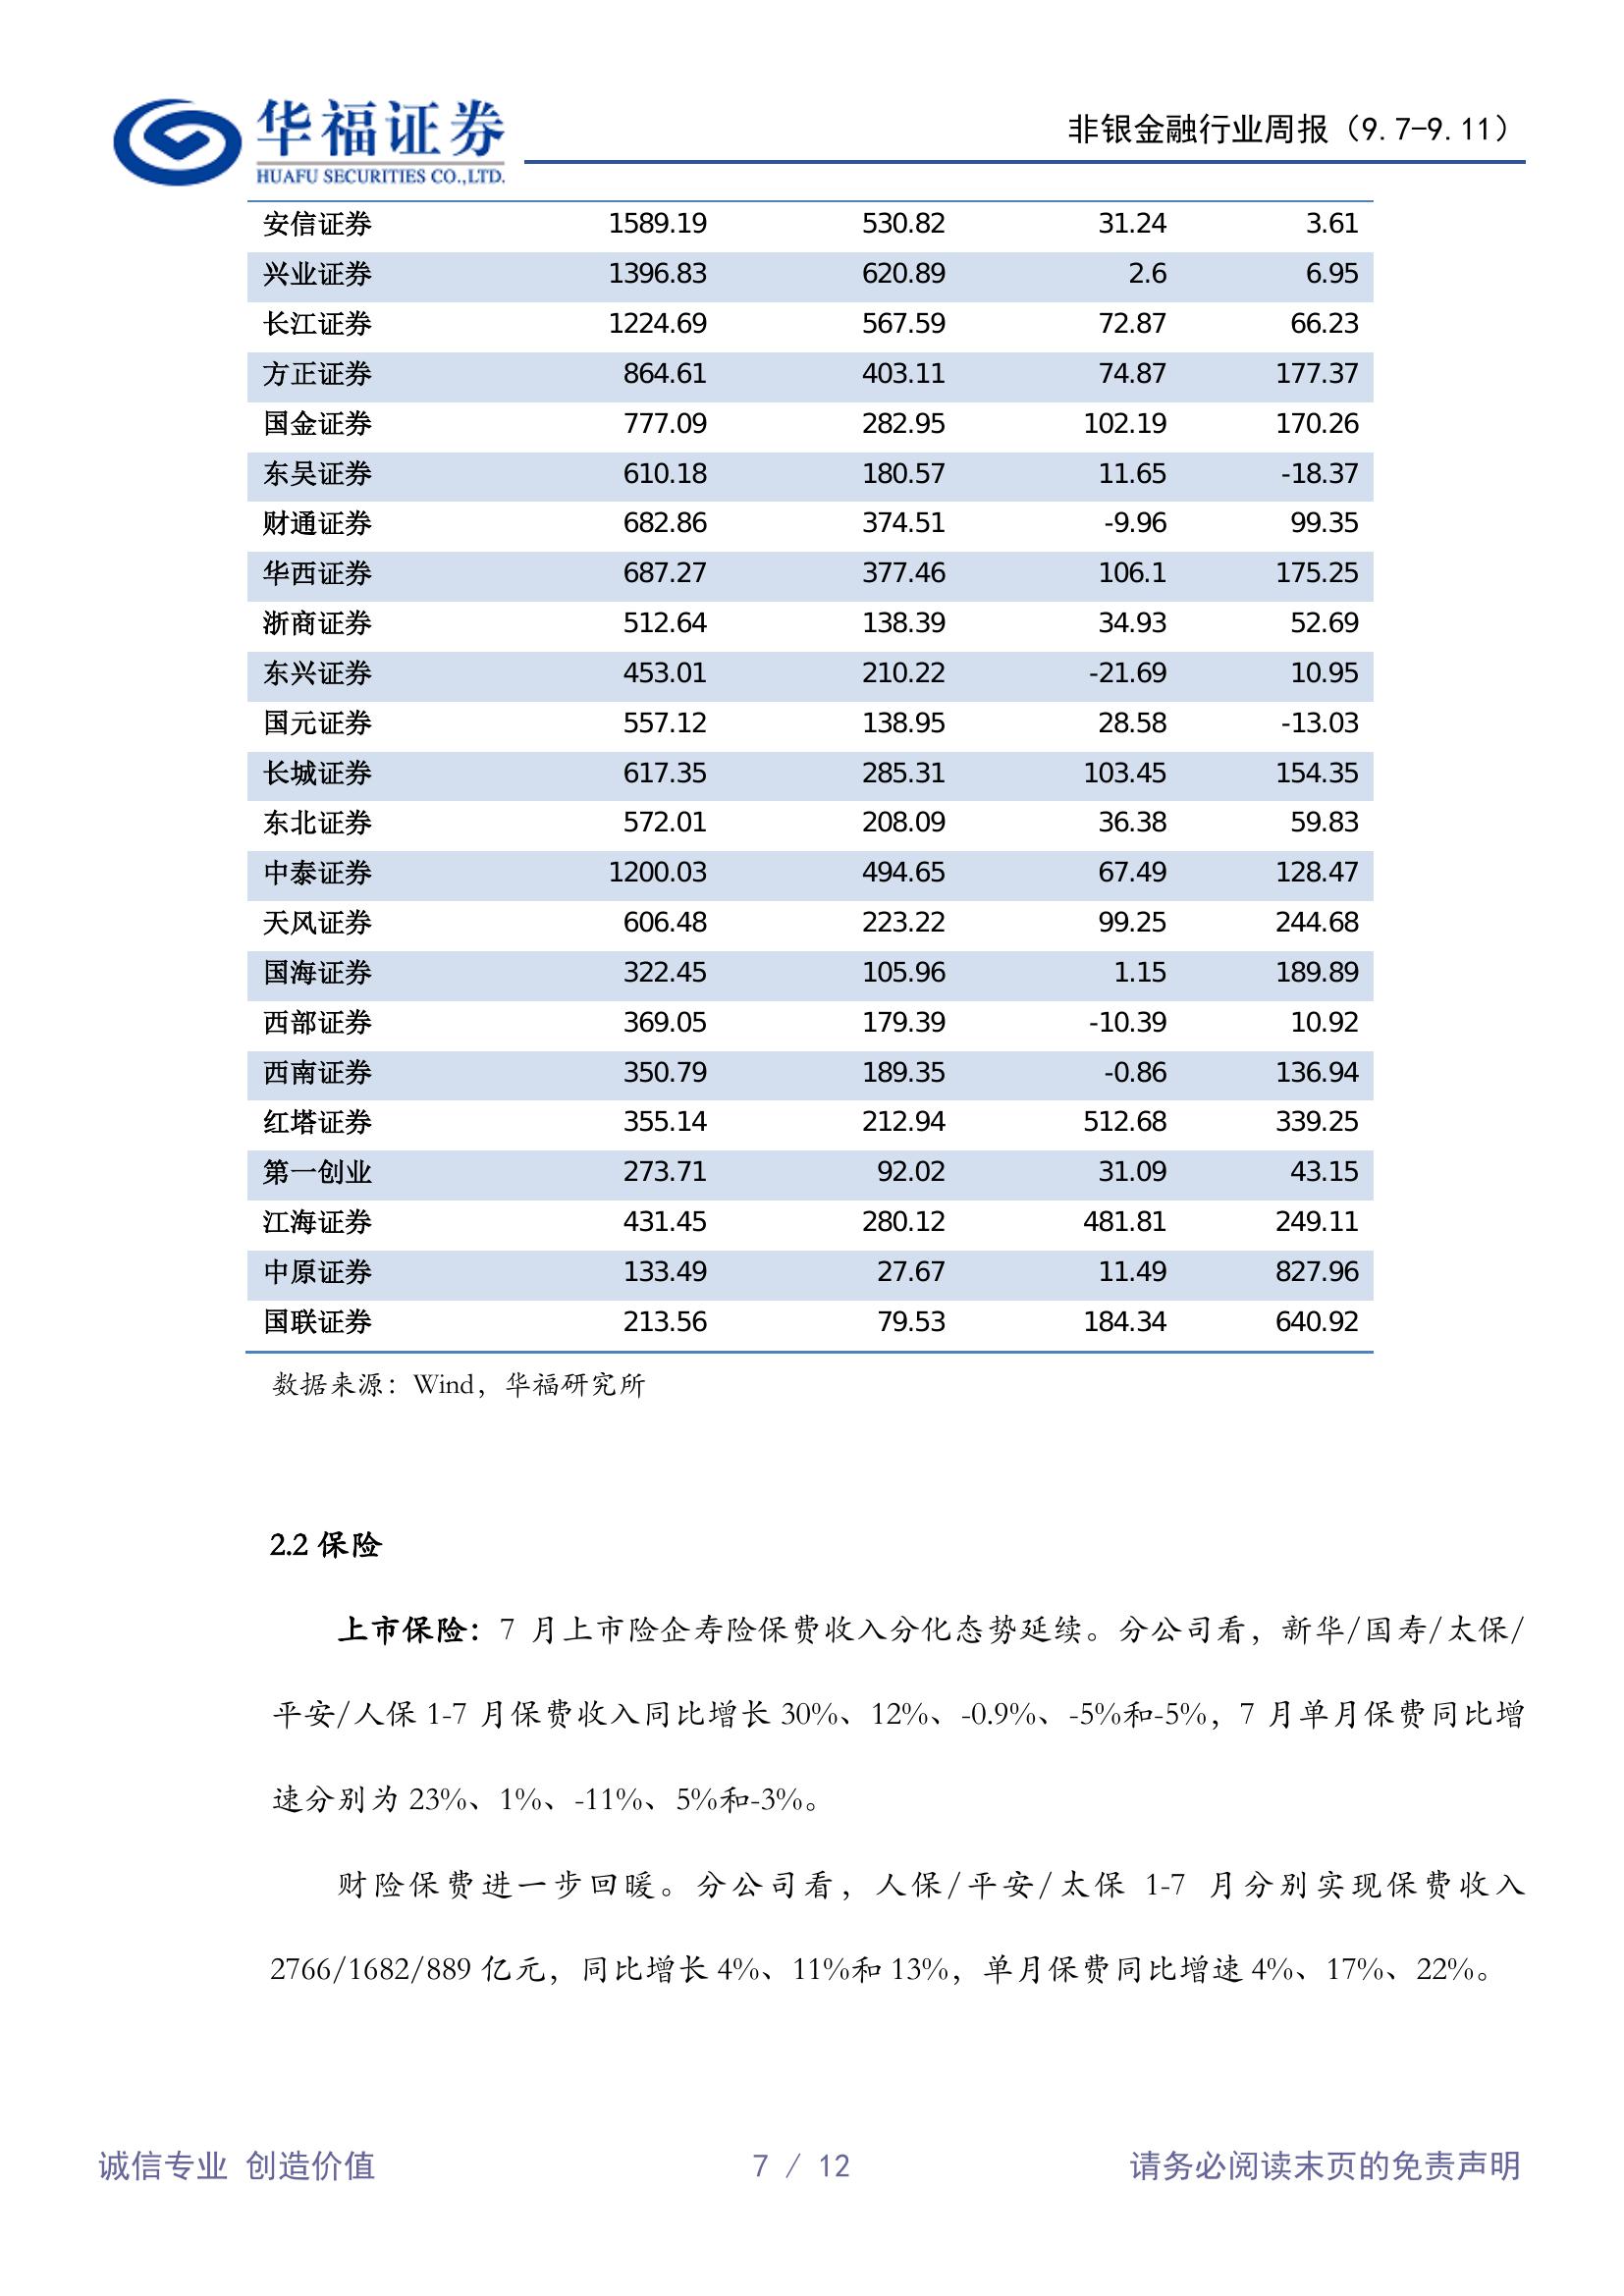 华福证券
HUAFU SECURITIES CO.,LTD.
非银金融行业周报（9.7-9.11）
安信证券 1589.19 530.82 31.24 3.61
兴业证券 1396.83 620.89 2.6 6.95
长江证券 1224.69 567.59 72.87 66.23
方正证券 864.61 403.11 74.87 177.37
国金证券 777.09 282.95 102.19 170.26
东吴证券 610.18 180.57 11.65 -18.37
财通证券 682.86 374.51 -9.96 99.35
华西证券 687.27 377.46 106.1 175.25
浙商证券 512.64 138.39 34.93 52.69
东兴证券 453.01 210.22 -21.69 10.95
国元证券 557.12 138.95 28.58 -13.03
长城证券 617.35 285.31 103.45 154.35
东北证券 572.01 208.09 36.38 59.83
中泰证券 1200.03 494.65 67.49 128.47
天风证券 606.48 223.22 99.25 244.68
国海证券 322.45 105.96 1.15 189.89
西部证券 369.05 179.39 -10.39 10.92
西南证券 350.79 189.35 -0.86 136.94
红塔证券 355.14 212.94 512.68 339.25
第一创业 273.71 92.02 31.09 43.15
江海证券 431.45 280.12 481.81 249.11
中原证券 133.49 27.67 11.49 827.96
国联证券 213.56 79.53 184.34 640.92
数据来源：Wind，华福研究所
2.2 保险
上市保险：7 月上市险企寿险保费收入分化态势延续。分公司看，新华/国寿/太保/
平安/人保 1-7 月保费收入同比增长 30%、12%、-0.9%、-5%和-5%，7 月单月保费同比增
速分别为 23%、1%、-11%、5%和-3%。
财险保费进一步回暖。分公司看，人保/平安/太保 1-7 月分别实现保费收入
2766/1682/889 亿元，同比增长 4%、11%和 13%，单月保费同比增速 4%、17%、22%。
诚信专业 创造价值 7 / 12 请务必阅读末页的免责声明